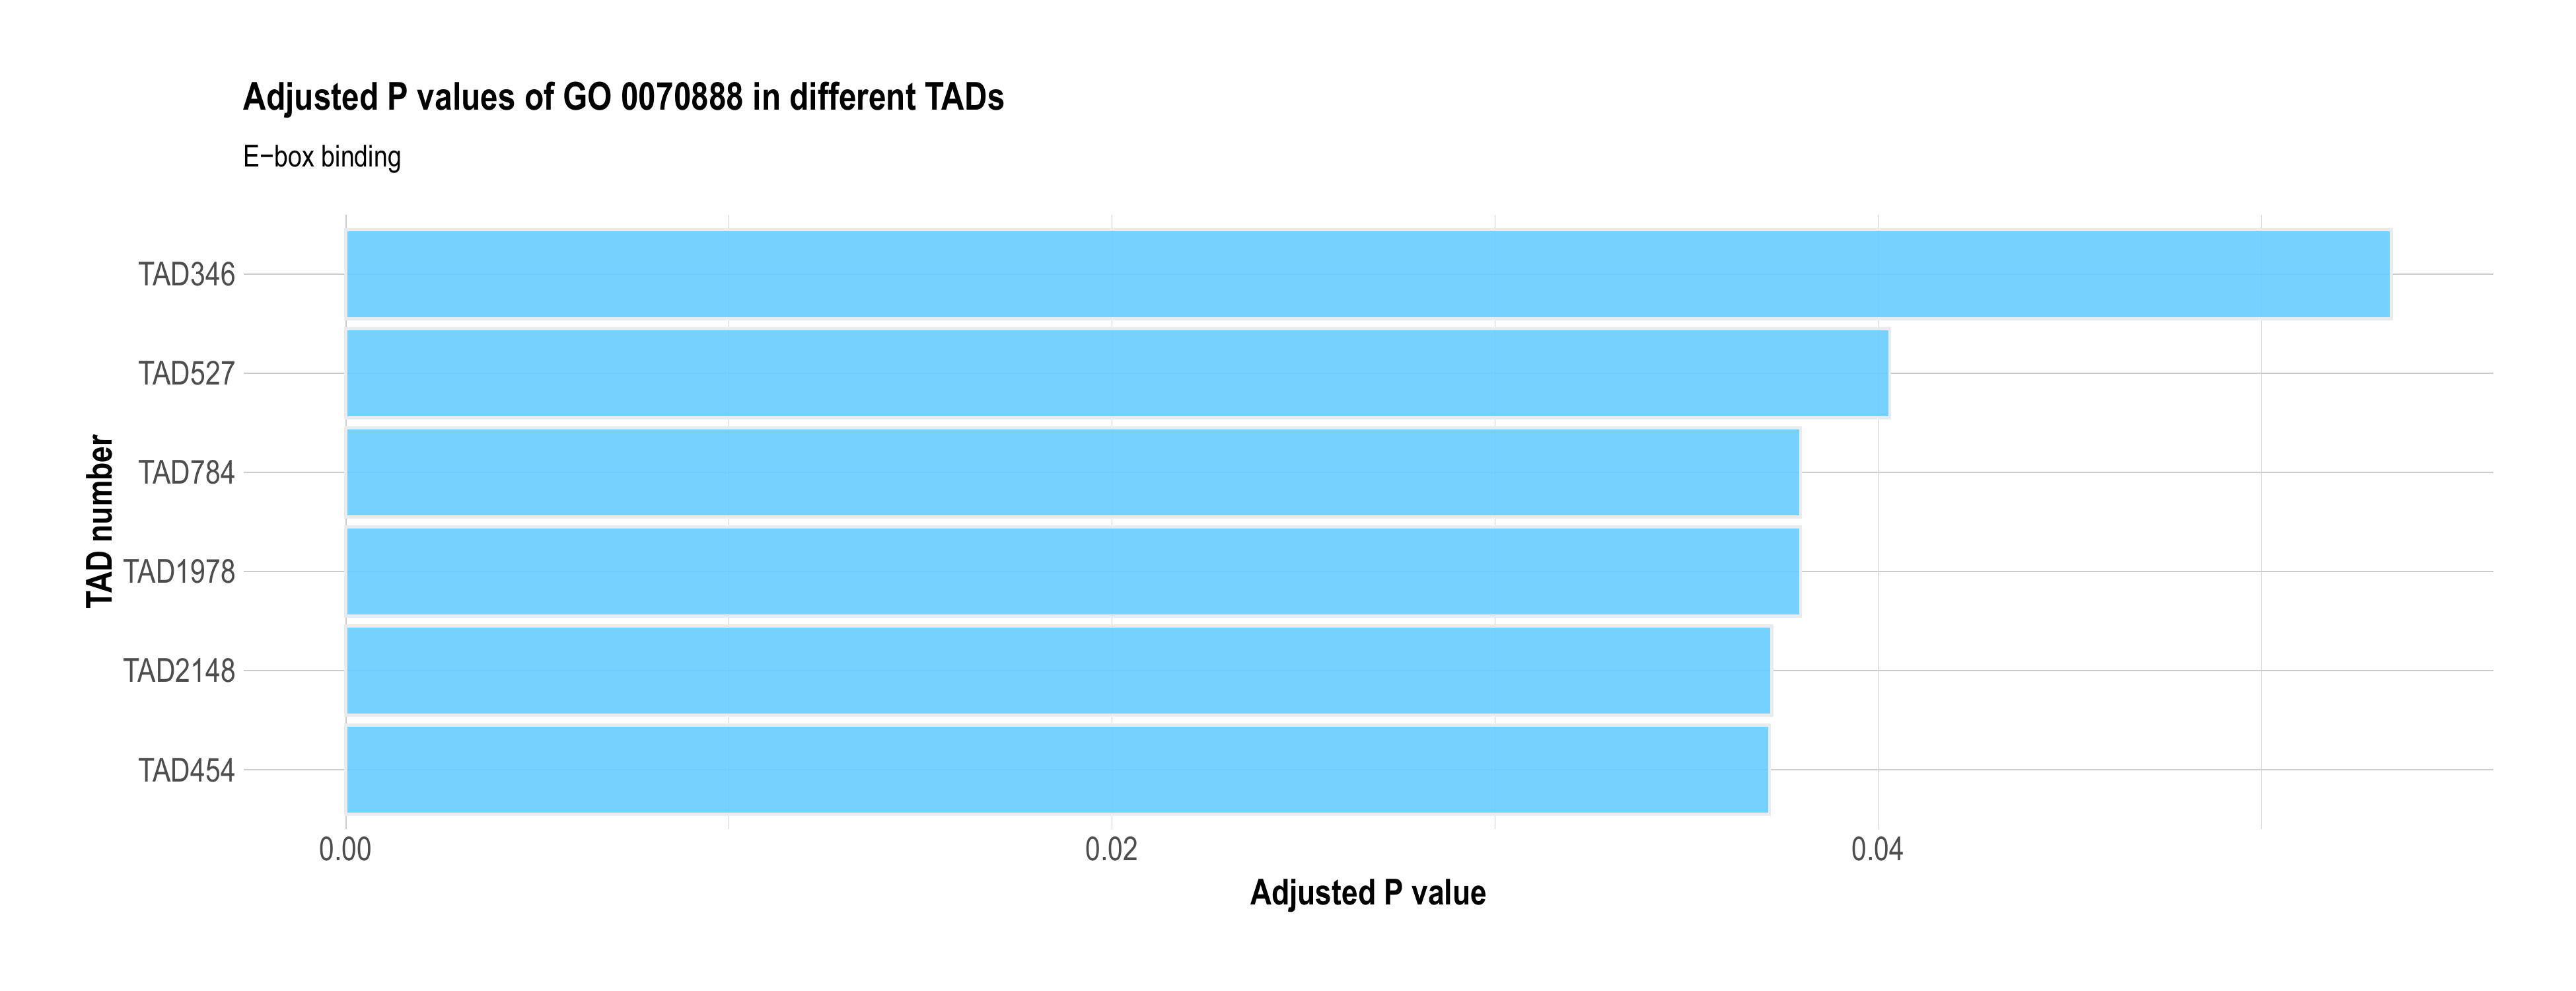 Adjusted P values of GO 0070888 in different TADs
E−box binding
TAD number
TAD346
TAD527
TAD784
TAD1978
TAD2148
TAD454
0.00 0.02 0.04
Adjusted P value